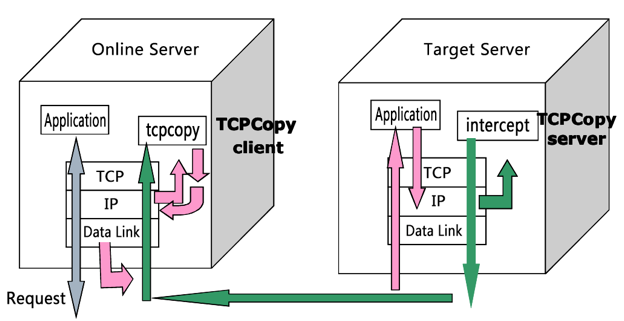 Online Server
Target Server
Application
tcpcopy
TCPCopy
client
TCP
IP
Data Link
Request
Application
intercept
TCPCopy
server
TCP
IP
Data Link